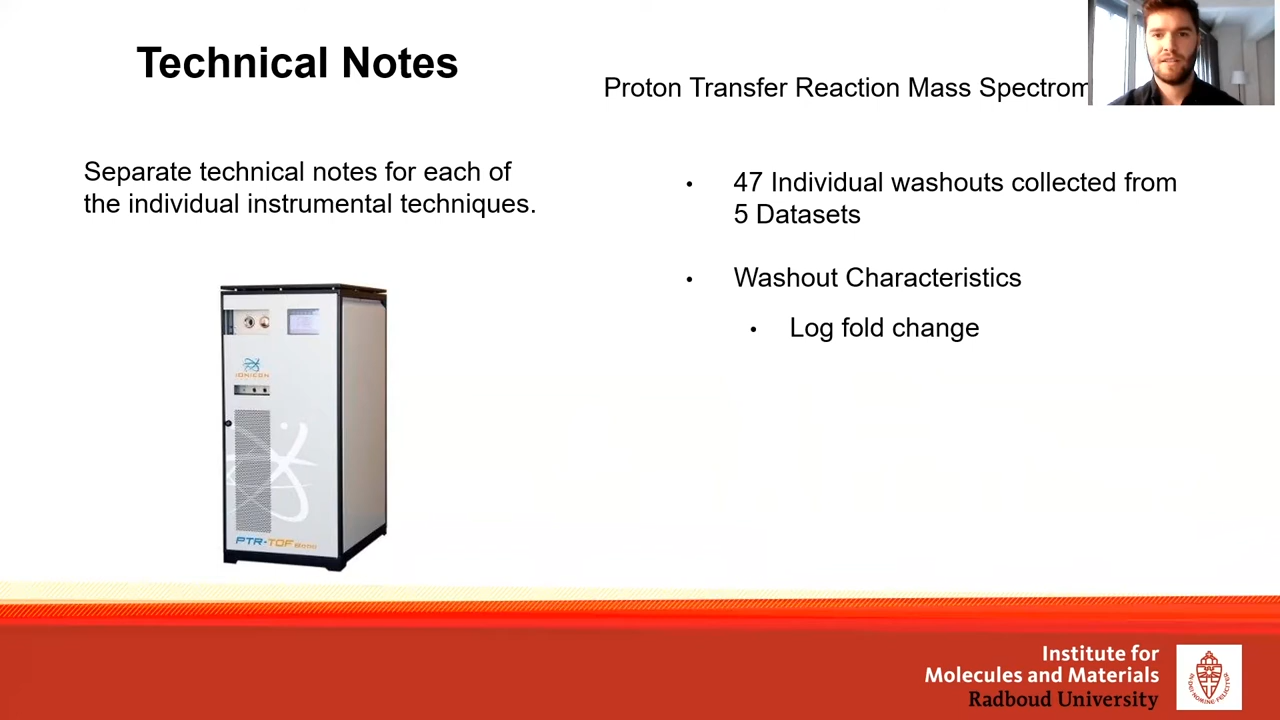 Technical Notes
Proton Transfer Reaction Mass Spectrom
Separate technical notes for each of
the individual instrumental techniques.
• 47 Individual washouts collected from
5 Datasets
• Washout Characteristics
• Log fold change
IONICON
PTR-TOF 8000
Institute for
Molecules and Materials
Radboud University